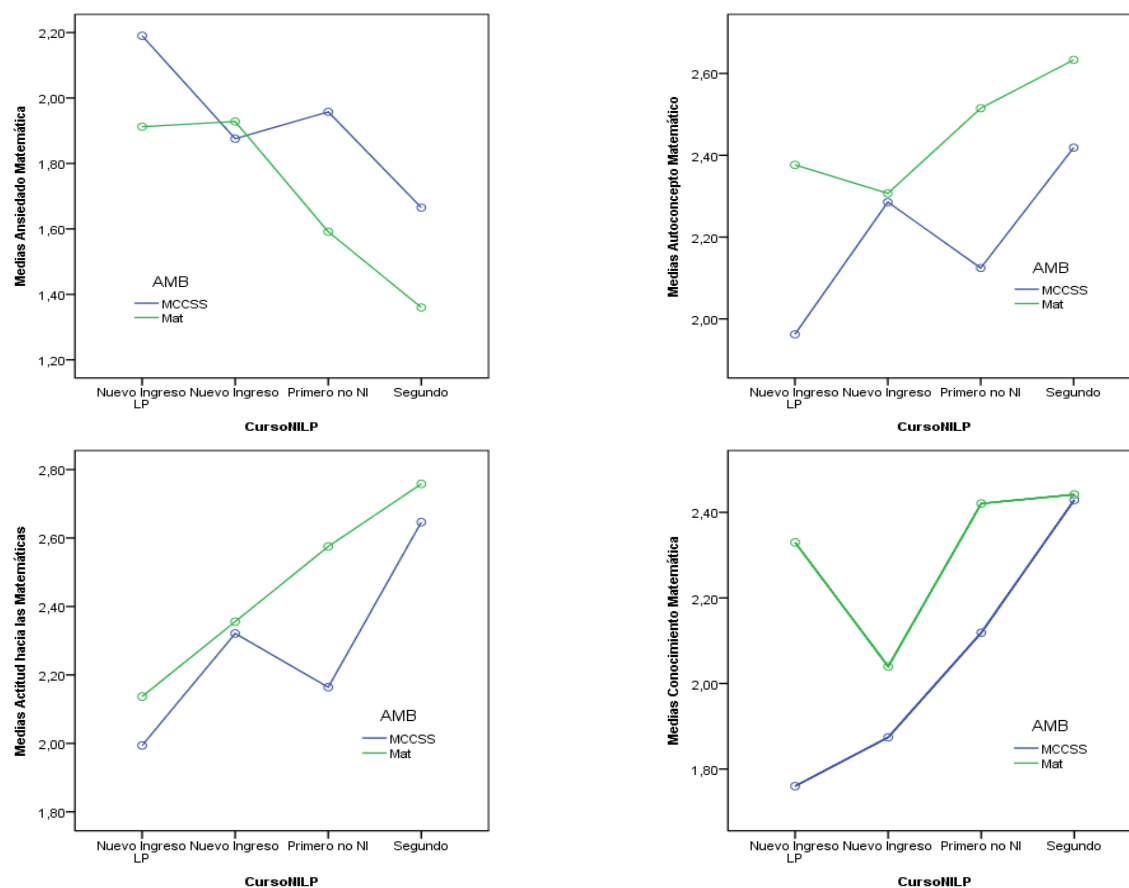 Medias Ansiedado Matemática
2,20
2,00
1,80
1,60
1,40
1,20
AMB
MCCSS
Mat
Nuevo Ingreso LP
Nuevo Ingreso
Primero no NI
Segundo
CursoNILP
Medias Autoconcepto Matemático
2,60
2,40
2,20
2,00
AMB
MCCSS
Mat
Nuevo Ingreso LP
Nuevo Ingreso
Primero no NI
Segundo
CursoNILP
Medias Actitud hacia las Matemáticas
2,80
2,60
2,40
2,20
2,00
1,80
AMB
MCCSS
Mat
Nuevo Ingreso LP
Nuevo Ingreso
Primero no NI
Segundo
CursoNILP
Medias Conocimiento Matemática
2,40
2,20
2,00
1,80
AMB
MCCSS
Mat
Nuevo Ingreso LP
Nuevo Ingreso
Primero no NI
Segundo
CursoNILP